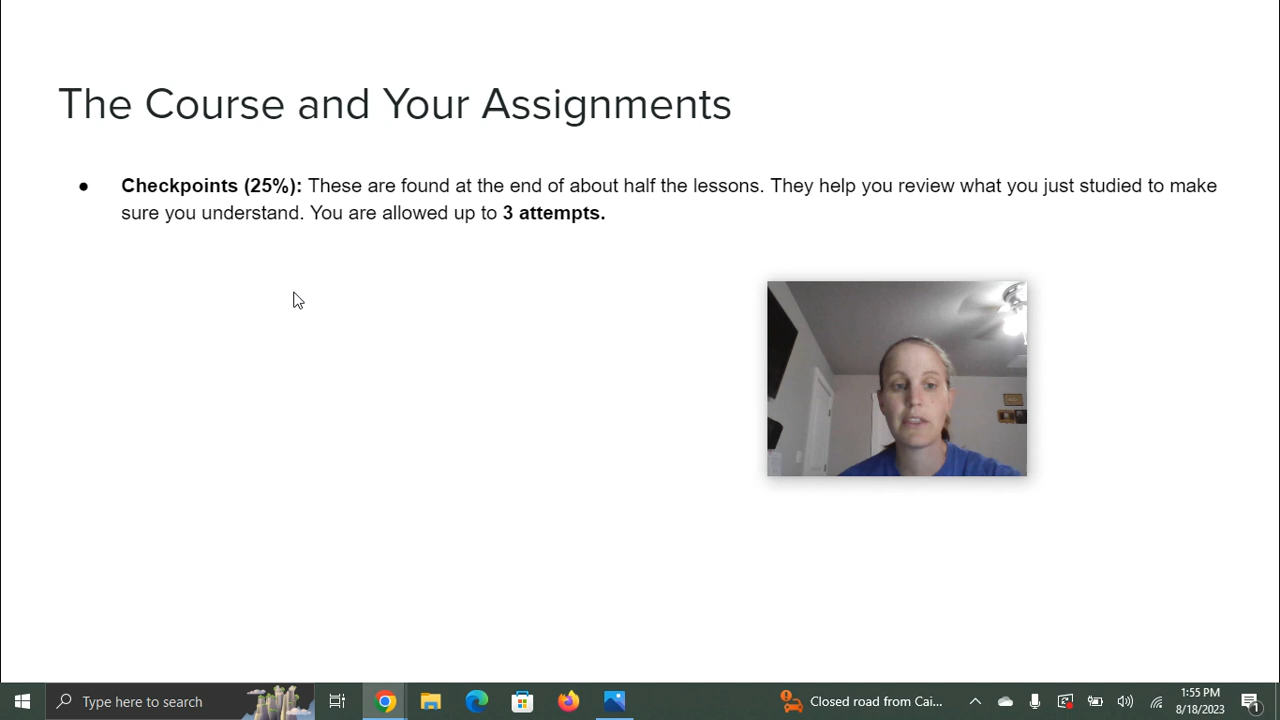 The Course and Your Assignments
● Checkpoints (25%): These are found at the end of about half the lessons. They help you review what you just studied to make
sure you understand. You are allowed up to 3 attempts.
Type here to search
Closed road from Cai...
1:55 PM
8/18/2023
1